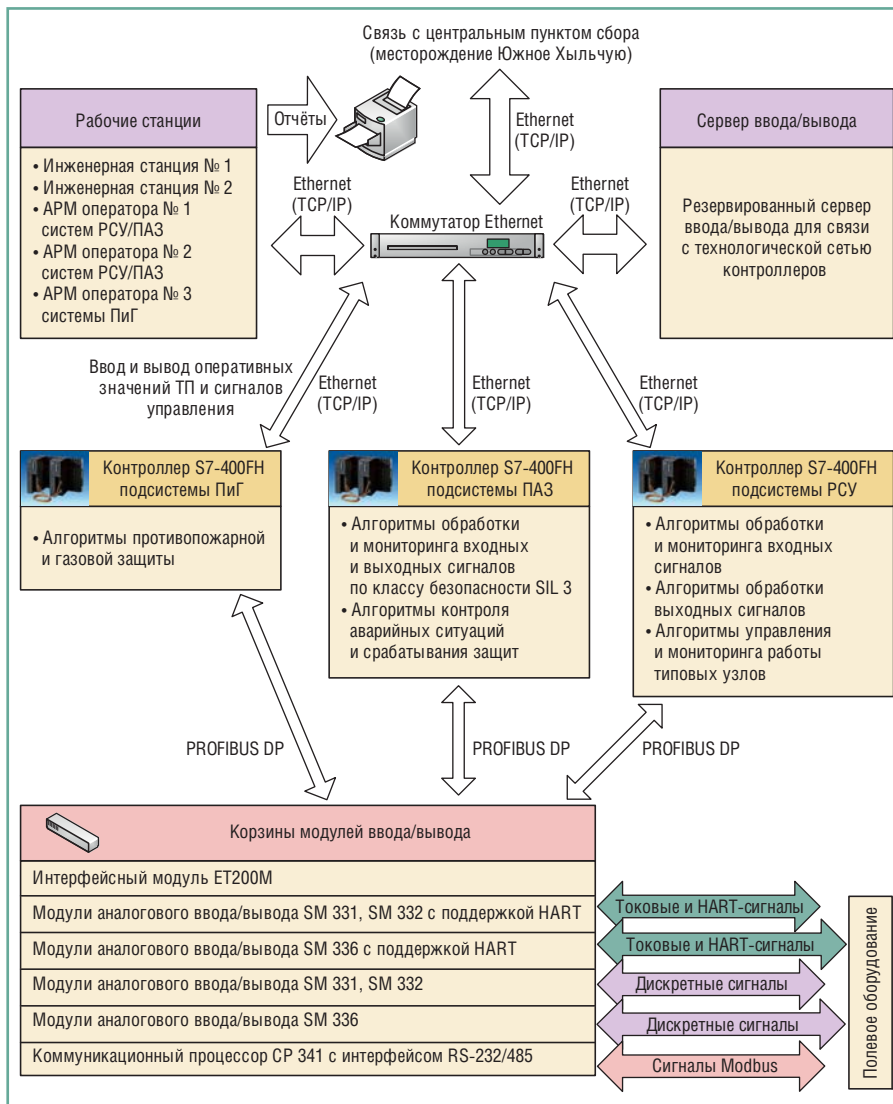 Связь с центральным пунктом сбора
(месторождение Южное Хыльчую)
Рабочие станции
• Инженерная станция № 1
• Инженерная станция № 2
• АРМ оператора № 1
систем РСУ/ПАЗ
• АРМ оператора № 2
систем РСУ/ПАЗ
• АРМ оператора № 3
системы ПиГ
Отчёты
Ethernet
(TCP/IP)
Ethernet
(TCP/IP)
Коммутатор Ethernet
Ethernet
(TCP/IP)
Сервер ввода/вывода
Резервированный сервер
ввода/вывода для связи
с технологической сетью
контроллеров
Ввод и вывод оперативных
значений ТП и сигналов
управления
Ethernet
(TCP/IP)
Ethernet
(TCP/IP)
Ethernet
(TCP/IP)
Контроллер S7-400FH
подсистемы ПиГ
• Алгоритмы противопожарной
и газовой защиты
Контроллер S7-400FH
подсистемы ПАЗ
• Алгоритмы обработки
и мониторинга входных
и выходных сигналов
по классу безопасности SIL 3
• Алгоритмы контроля
аварийных ситуаций
и срабатывания защит
Контроллер S7-400FH
подсистемы РСУ
• Алгоритмы обработки
и мониторинга входных
сигналов
• Алгоритмы обработки
выходных сигналов
• Алгоритмы управления
и мониторинга работы
типовых узлов
PROFIBUS DP
PROFIBUS DP
PROFIBUS DP
Корзины модулей ввода/вывода
Интерфейсный модуль ET200M
Модули аналогового ввода/вывода SM 331, SM 332 с поддержкой HART
Токовые и HART-сигналы
Модули аналогового ввода/вывода SM 336 с поддержкой HART
Токовые и HART-сигналы
Модули аналогового ввода/вывода SM 331, SM 332
Дискретные сигналы
Модули аналогового ввода/вывода SM 336
Дискретные сигналы
Коммуникационный процессор CP 341 с интерфейсом RS-232/485
Сигналы Modbus
Полевое оборудование